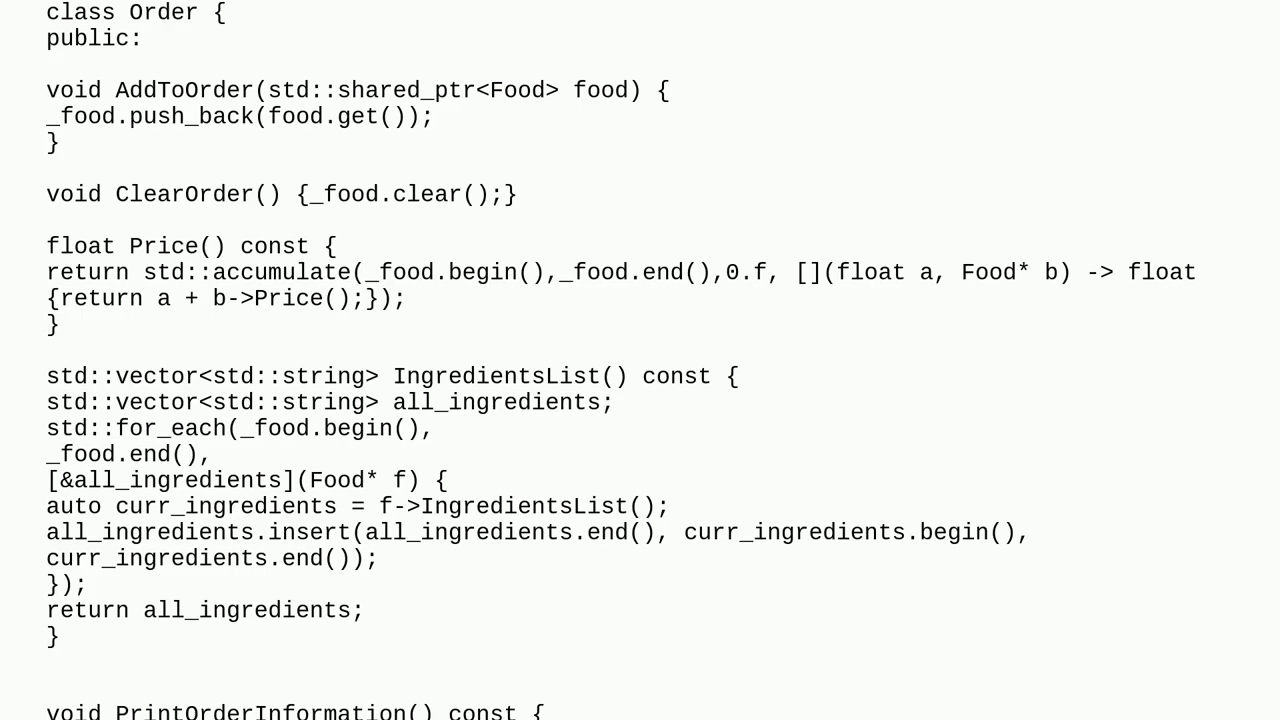 class Order {
public:
void AddToOrder(std::shared_ptr<Food> food) {
_food.push_back(food.get());
}
void ClearOrder() {_food.clear();}
float Price() const {
return std::accumulate(_food.begin(),_food.end(),0.f, [](float a, Food* b) -> float
{return a + b->Price();});
}
std::vector<std::string> IngredientsList() const {
std::vector<std::string> all_ingredients;
std::for_each(_food.begin(),
_food.end(),
[&all_ingredients](Food* f) {
auto curr_ingredients = f->IngredientsList();
all_ingredients.insert(all_ingredients.end(), curr_ingredients.begin(),
curr_ingredients.end());
});
return all_ingredients;
}
void PrintOrderInformation() const {